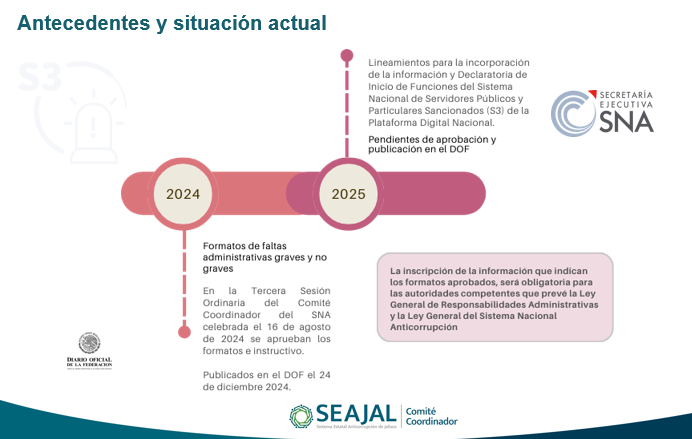 Antecedentes y situación actual
S3
Lineamientos para la incorporación
de la información y Declaratoria de
Inicio de Funciones del Sistema
Nacional de Servidores Públicos y
Particulares Sancionados (S3) de la
Plataforma Digital Nacional.
Pendientes de aprobación y
publicación en el DOF
SECRETARÍA
EJECUTIVA
SNA
2024
2025
Formatos de faltas
administrativas graves y no
graves
En la Tercera Sesión
Ordinaria del Comité
Coordinador del SNA
celebrada el 16 de agosto
de 2024 se aprueban los
formatos e instructivo.
Publicados en el DOF el 24
de diciembre 2024.
La inscripción de la información que indican
los formatos aprobados, será obligatoria para
las autoridades competentes que prevé la Ley
General de Responsabilidades Administrativas
y la Ley General del Sistema Nacional
Anticorrupción
DIARIO OFICIAL
DE LA FEDERACIÓN
SEAJAL
Sistema Estatal Anticorrupción de Jalisco
Comité
Coordinador